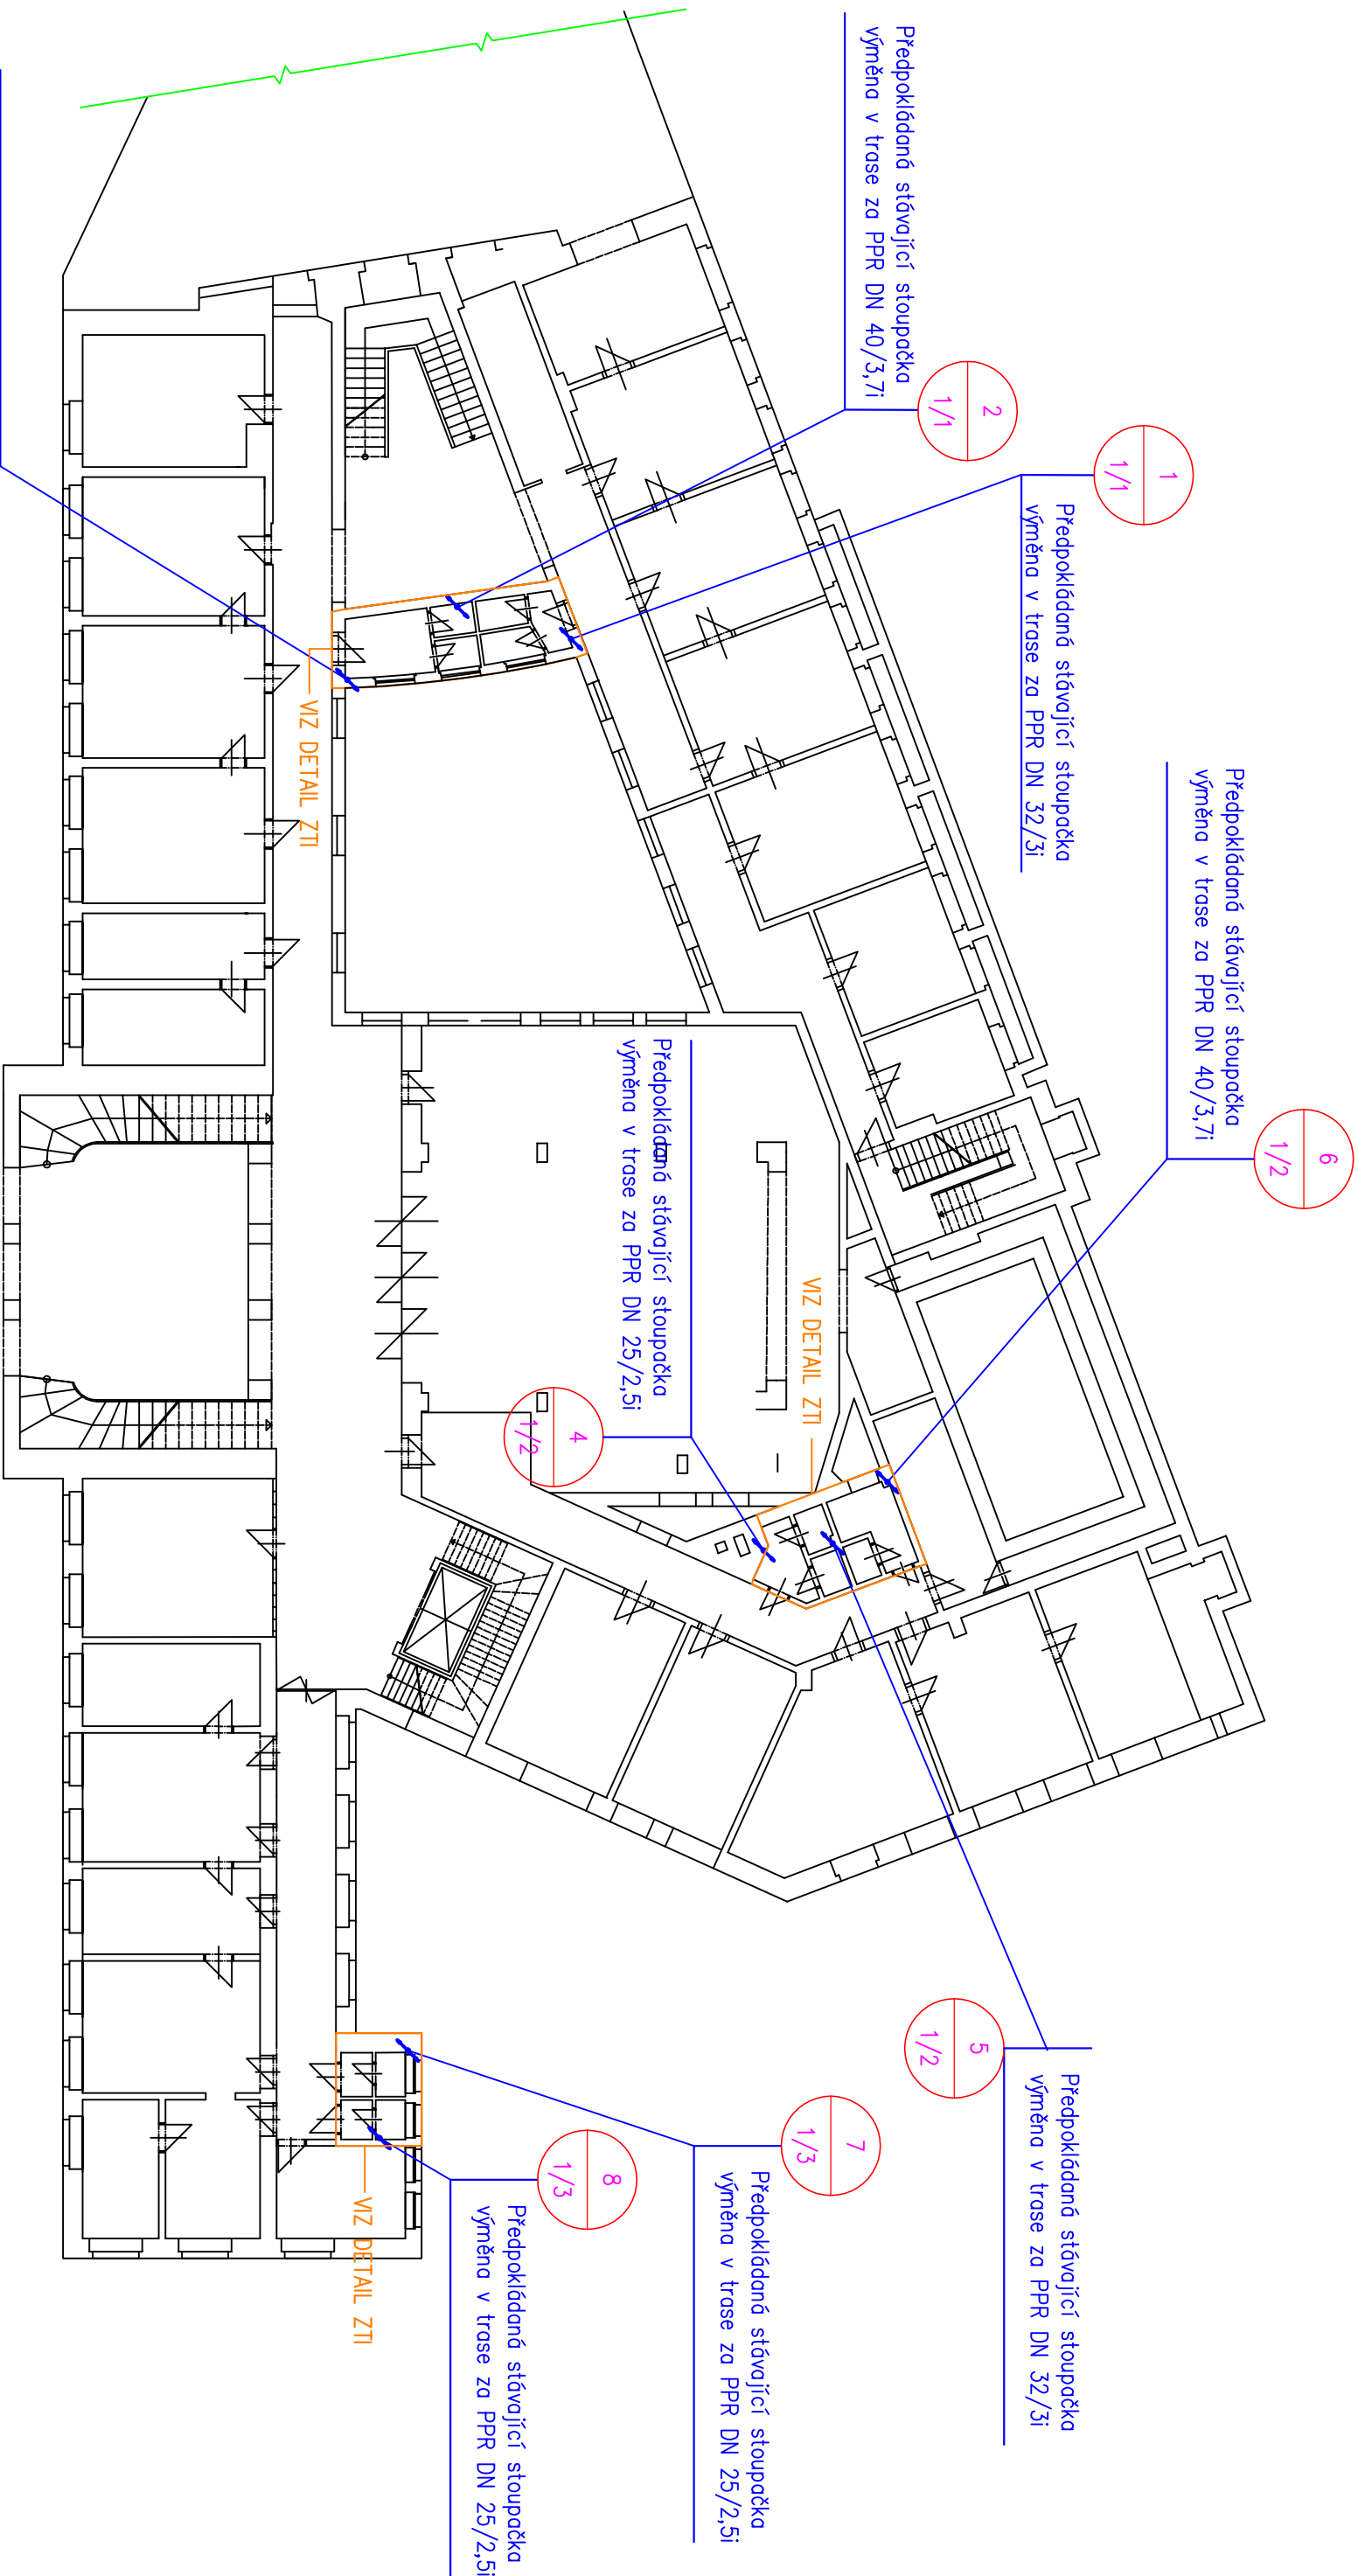 Předpokládaná stávající stoupačka
výměna v trase za PPR DN 40/3,7i
2
1/1
1
1/1
Předpokládaná stávající stoupačka
výměna v trase za PPR DN 32/3i
Předpokládaná stávající stoupačka
výměna v trase za PPR DN 40/3,7i
6
1/2
VIZ DETAIL ZTI
Předpokládaná stávající stoupačka
výměna v trase za PPR DN 25/2,5i
4
1/2
VIZ DETAIL ZTI
5
1/2
Předpokládaná stávající stoupačka
výměna v trase za PPR DN 32/3i
7
1/3
Předpokládaná stávající stoupačka
výměna v trase za PPR DN 25/2,5i
8
1/3
Předpokládaná stávající stoupačka
výměna v trase za PPR DN 25/2,5i
VIZ DETAIL ZTI